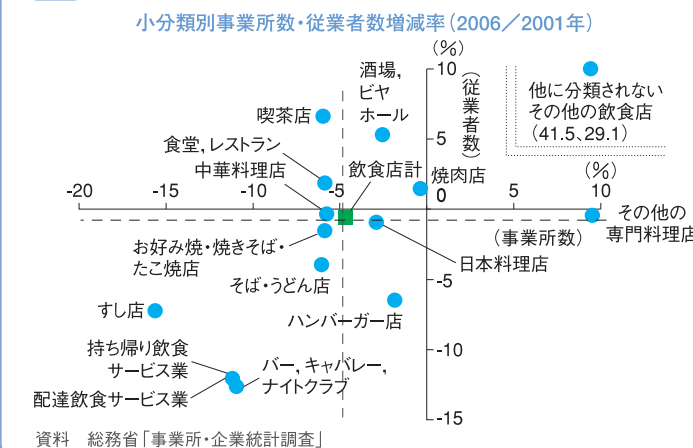 小分類別事業所数・従業者数増減率(2006／2001年)
(%)
10
酒場,
ビヤ
ホール
(従業者数)
他に分類されない
その他の飲食店
(41.5、29.1)
喫茶店
5
食堂,レストラン
中華料理店
飲食店計
焼肉店
(%)
-20
-15
-10
-5
0
5
10
その他の
専門料理店
(事業所数)
お好み焼・焼きそば・
たこ焼店
日本料理店
そば・うどん店
-5
すし店
ハンバーガー店
持ち帰り飲食
サービス業
-10
バー,キャバレー,
ナイトクラブ
配達飲食サービス業
-15
資料　総務省「事業所・企業統計調査」